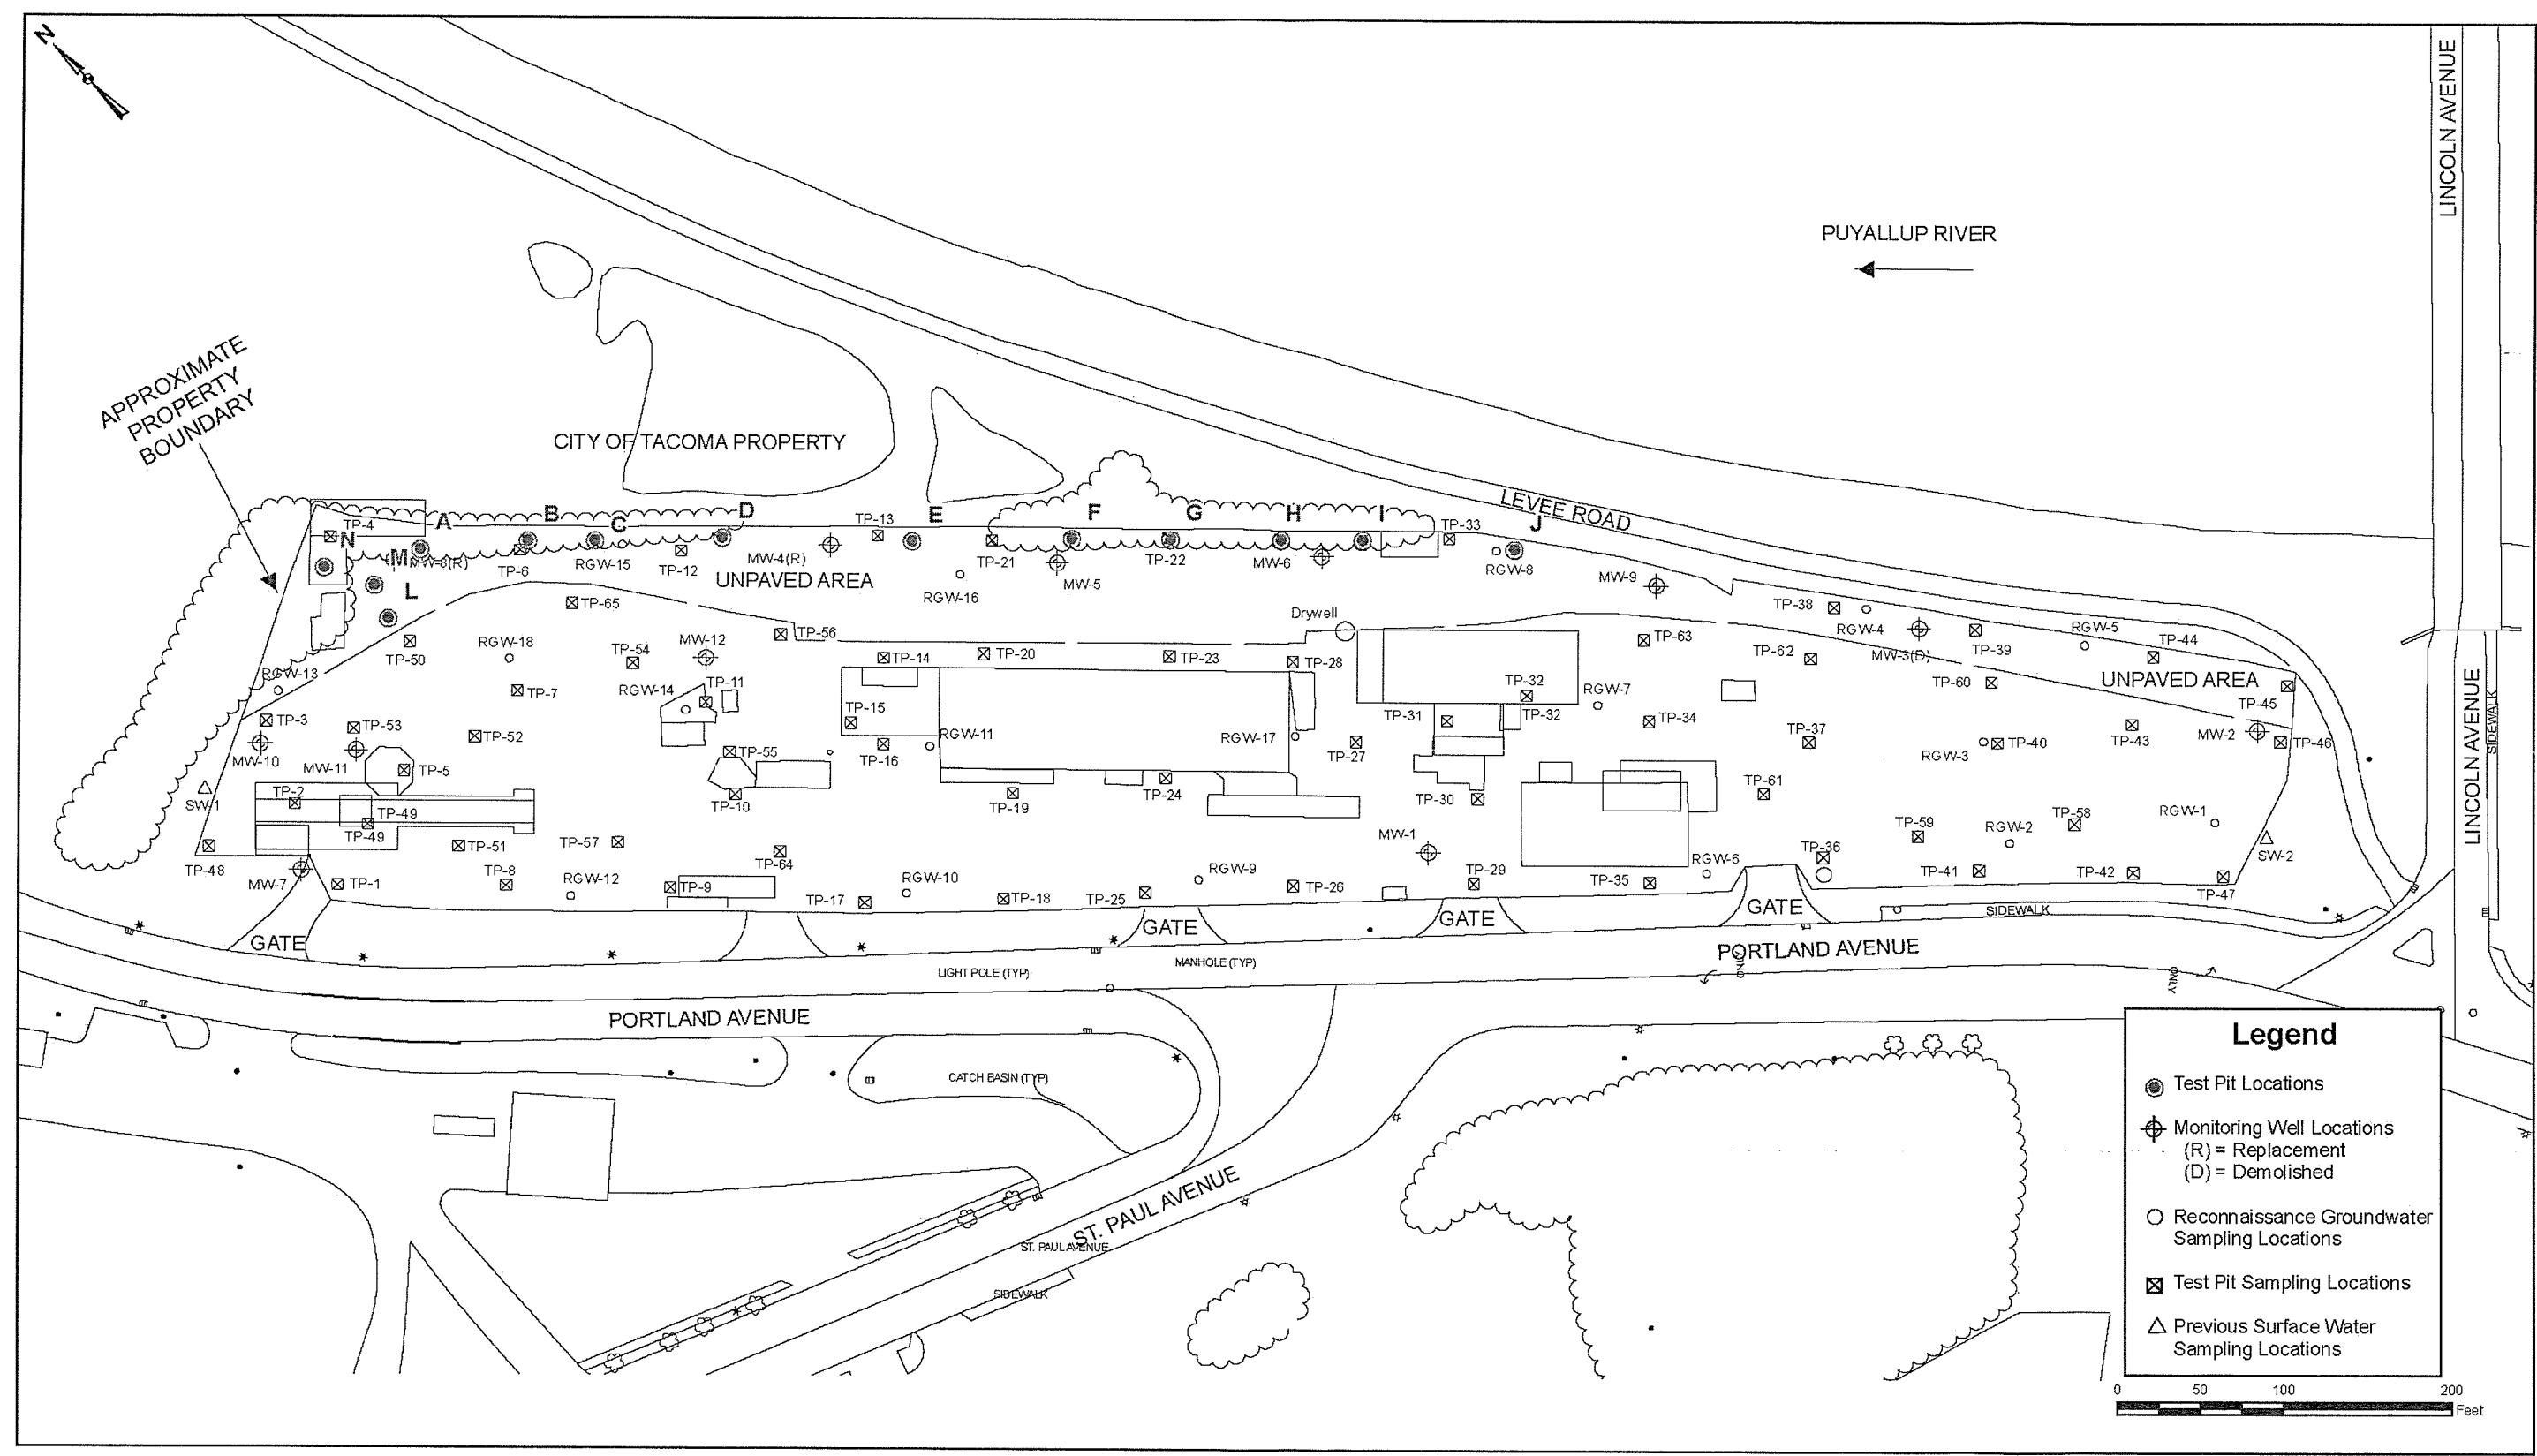 N
LINCOLN AVENUE
PUYALLUP RIVER
APPROXIMATE
PROPERTY
BOUNDARY
CITY OF TACOMA PROPERTY
LEVEE ROAD
A
B
C
D
E
F
G
H
I
J
TP-4
N
M
MW-8(R)
L
TP-6
RGW-15
TP-12
MW-4(R)
TP-13
UNPAVED AREA
RGW-16
TP-21
MW-5
TP-22
MW-6
TP-33
RGW-8
MW-9
TP-38
RGW-4
MW-3(D)
TP-39
RGW-5
TP-44
UNPAVED AREA
TP-45
TP-65
TP-56
Drywell
TP-63
TP-62
TP-60
TP-50
RGW-18
TP-54
MW-12
TP-14
TP-20
TP-23
TP-28
RGW-13
TP-7
RGW-14
TP-11
TP-15
TP-32
TP-32
RGW-7
TP-31
TP-34
TP-37
TP-3
TP-53
TP-52
MW-10
MW-11
TP-5
TP-55
TP-16
RGW-11
RGW-17
TP-27
RGW-3
TP-40
TP-43
MW-2
TP-46
SW-1
TP-2
TP-49
TP-49
TP-10
TP-19
TP-24
TP-30
TP-61
TP-48
MW-7
TP-1
TP-51
TP-8
TP-57
RGW-12
TP-64
TP-9
TP-17
RGW-10
TP-18
TP-25
RGW-9
TP-26
MW-1
TP-29
TP-35
RGW-6
TP-36
TP-59
RGW-2
TP-58
RGW-1
SW-2
TP-41
TP-42
TP-47
LINCOLN AVENUE
SIDEWALK
GATE
GATE
GATE
GATE
SIDEWALK
LIGHT POLE (TYP)
MANHOLE (TYP)
PORTLAND AVENUE
ONLY
PORTLAND AVENUE
CATCH BASIN (TYP)
ST. PAUL AVENUE
ST. PAUL AVENUE
SIDEWALK
Legend
Test Pit Locations
Monitoring Well Locations
(R) = Replacement
(D) = Demolished
Reconnaissance Groundwater
Sampling Locations
Test Pit Sampling Locations
Previous Surface Water
Sampling Locations
0 50 100 200
Feet